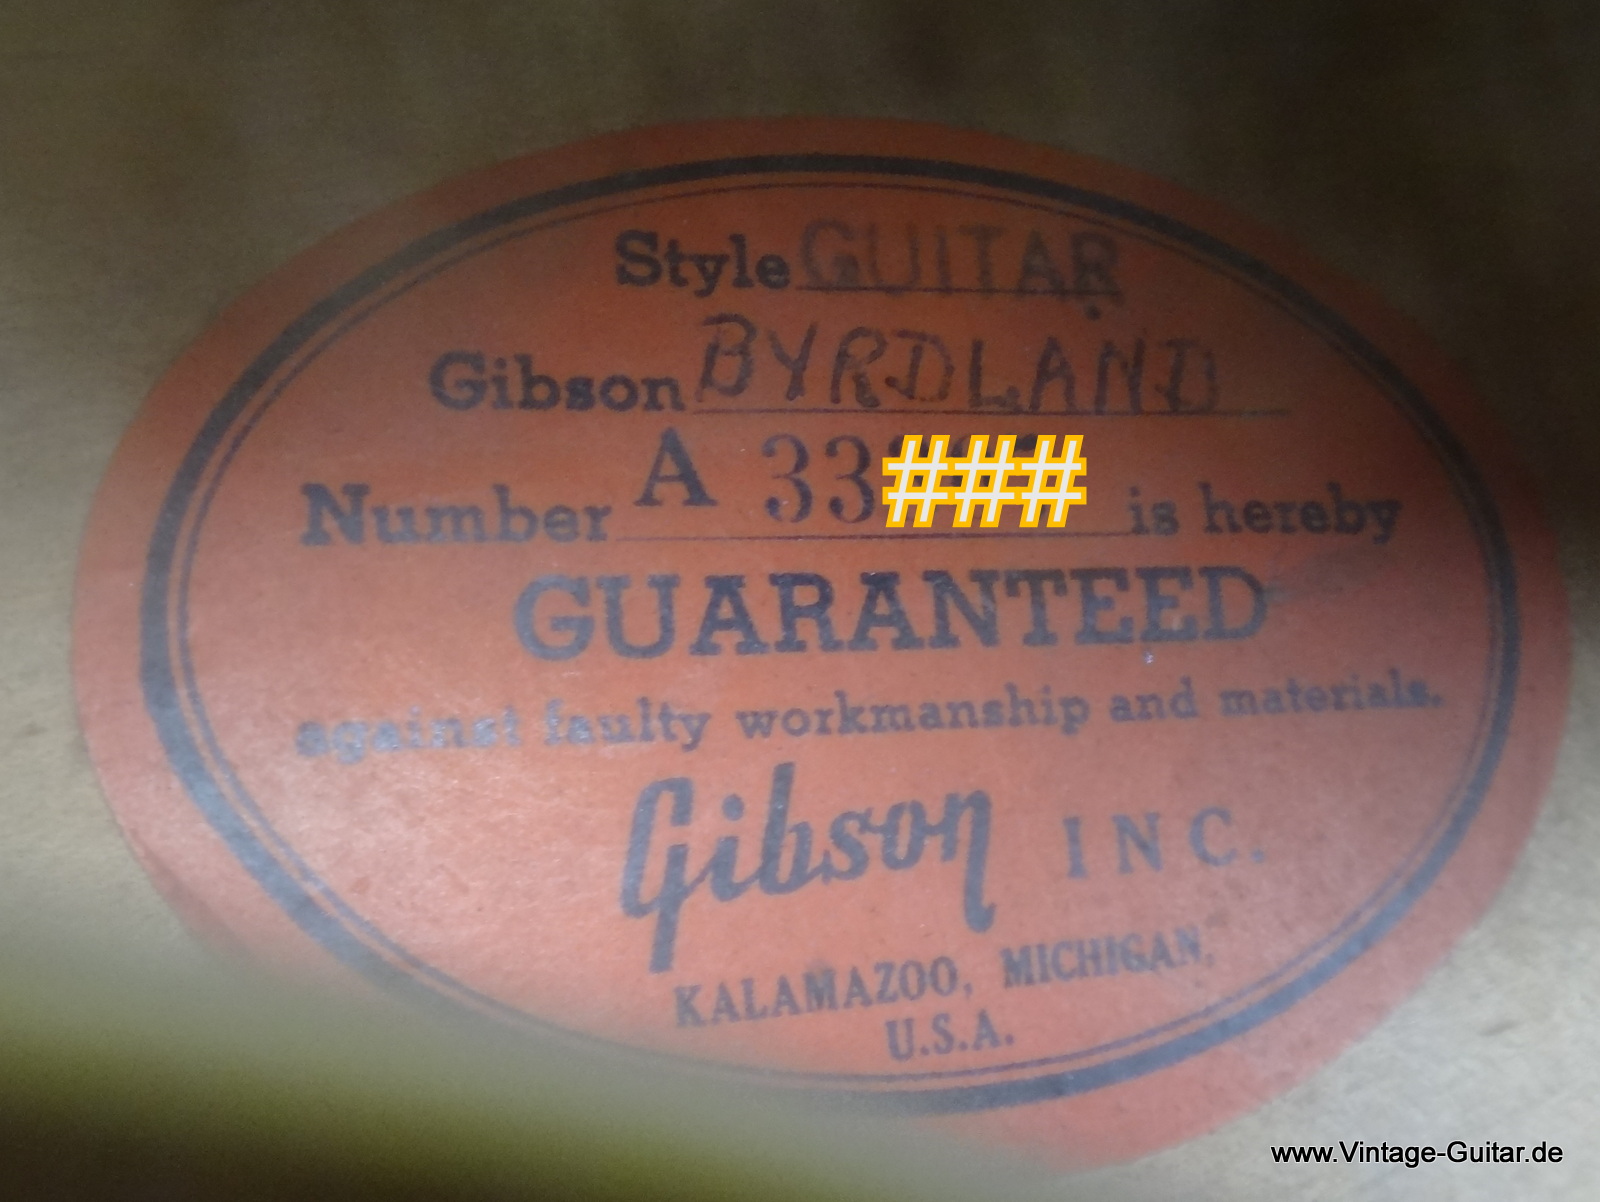 Style GUITAR
Gibson BYRDLAND
Number A 33### is hereby
GUARANTEED
against faulty workmanship and materials.
Gibson INC.
KALAMAZOO, MICHIGAN,
U.S.A.
www.Vintage-Guitar.de